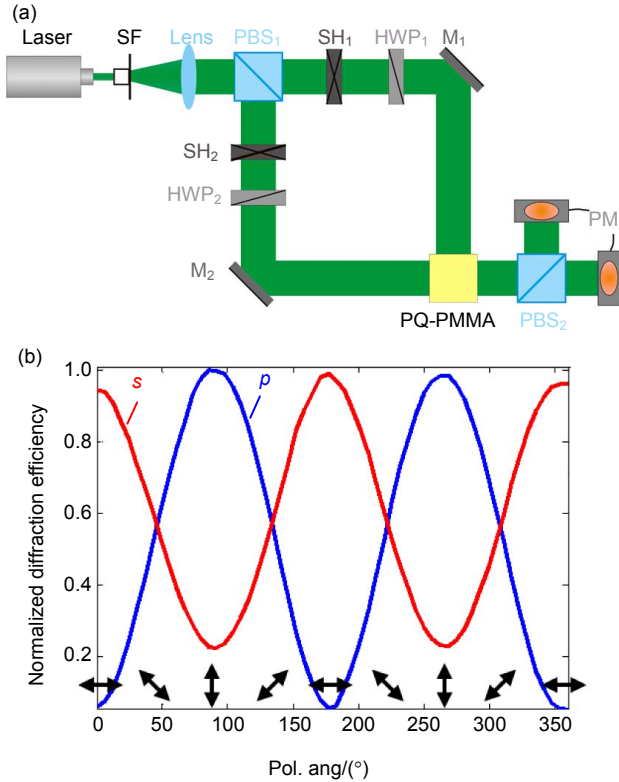 (a)
Laser SF Lens PBS₁ SH₁ HWP₁ M₁
SH₂
HWP₂
M₂
PM
PQ-PMMA PBS₂
(b)
Normalized diffraction efficiency
1.0
0.8
0.6
0.4
0.2
s
p
0 50 100 150 200 250 300 350
Pol. ang/(°)